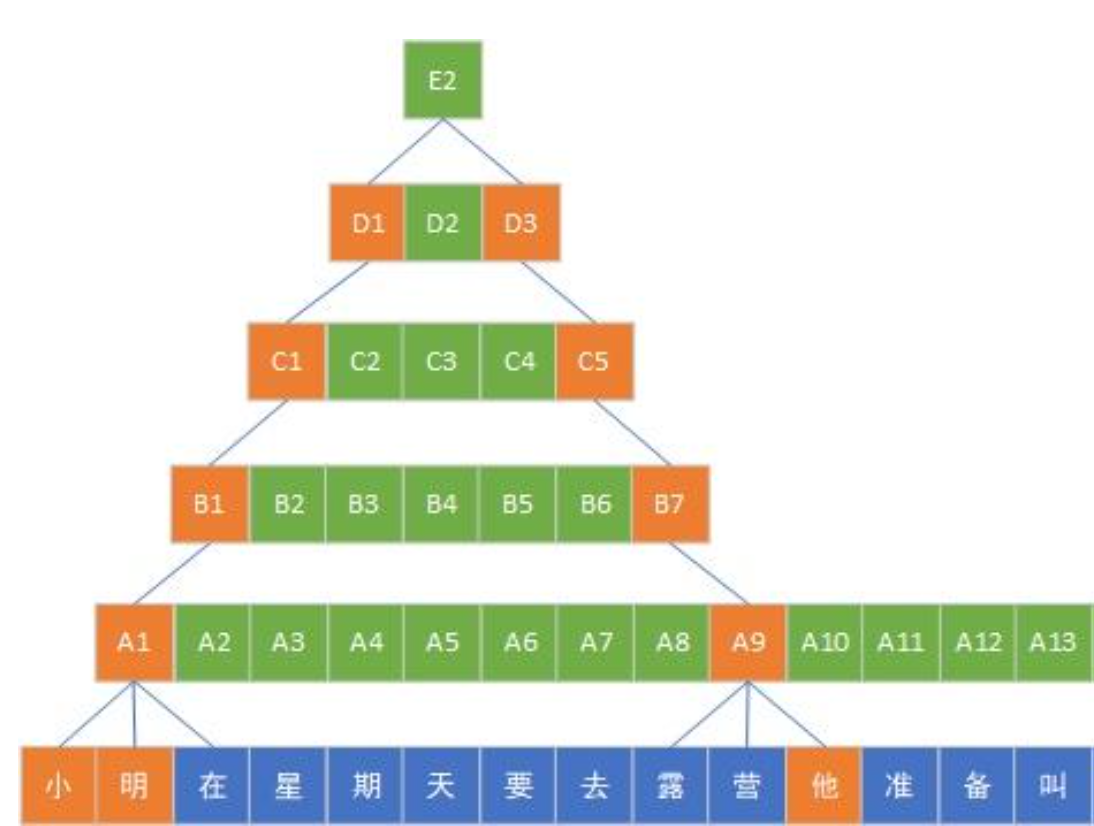 E2
D1 D2 D3
C1 C2 C3 C4 C5
B1 B2 B3 B4 B5 B6 B7
A1 A2 A3 A4 A5 A6 A7 A8 A9 A10 A11 A12 A13
小 明 在 星 期 天 要 去 露 营 他 准 备 叫